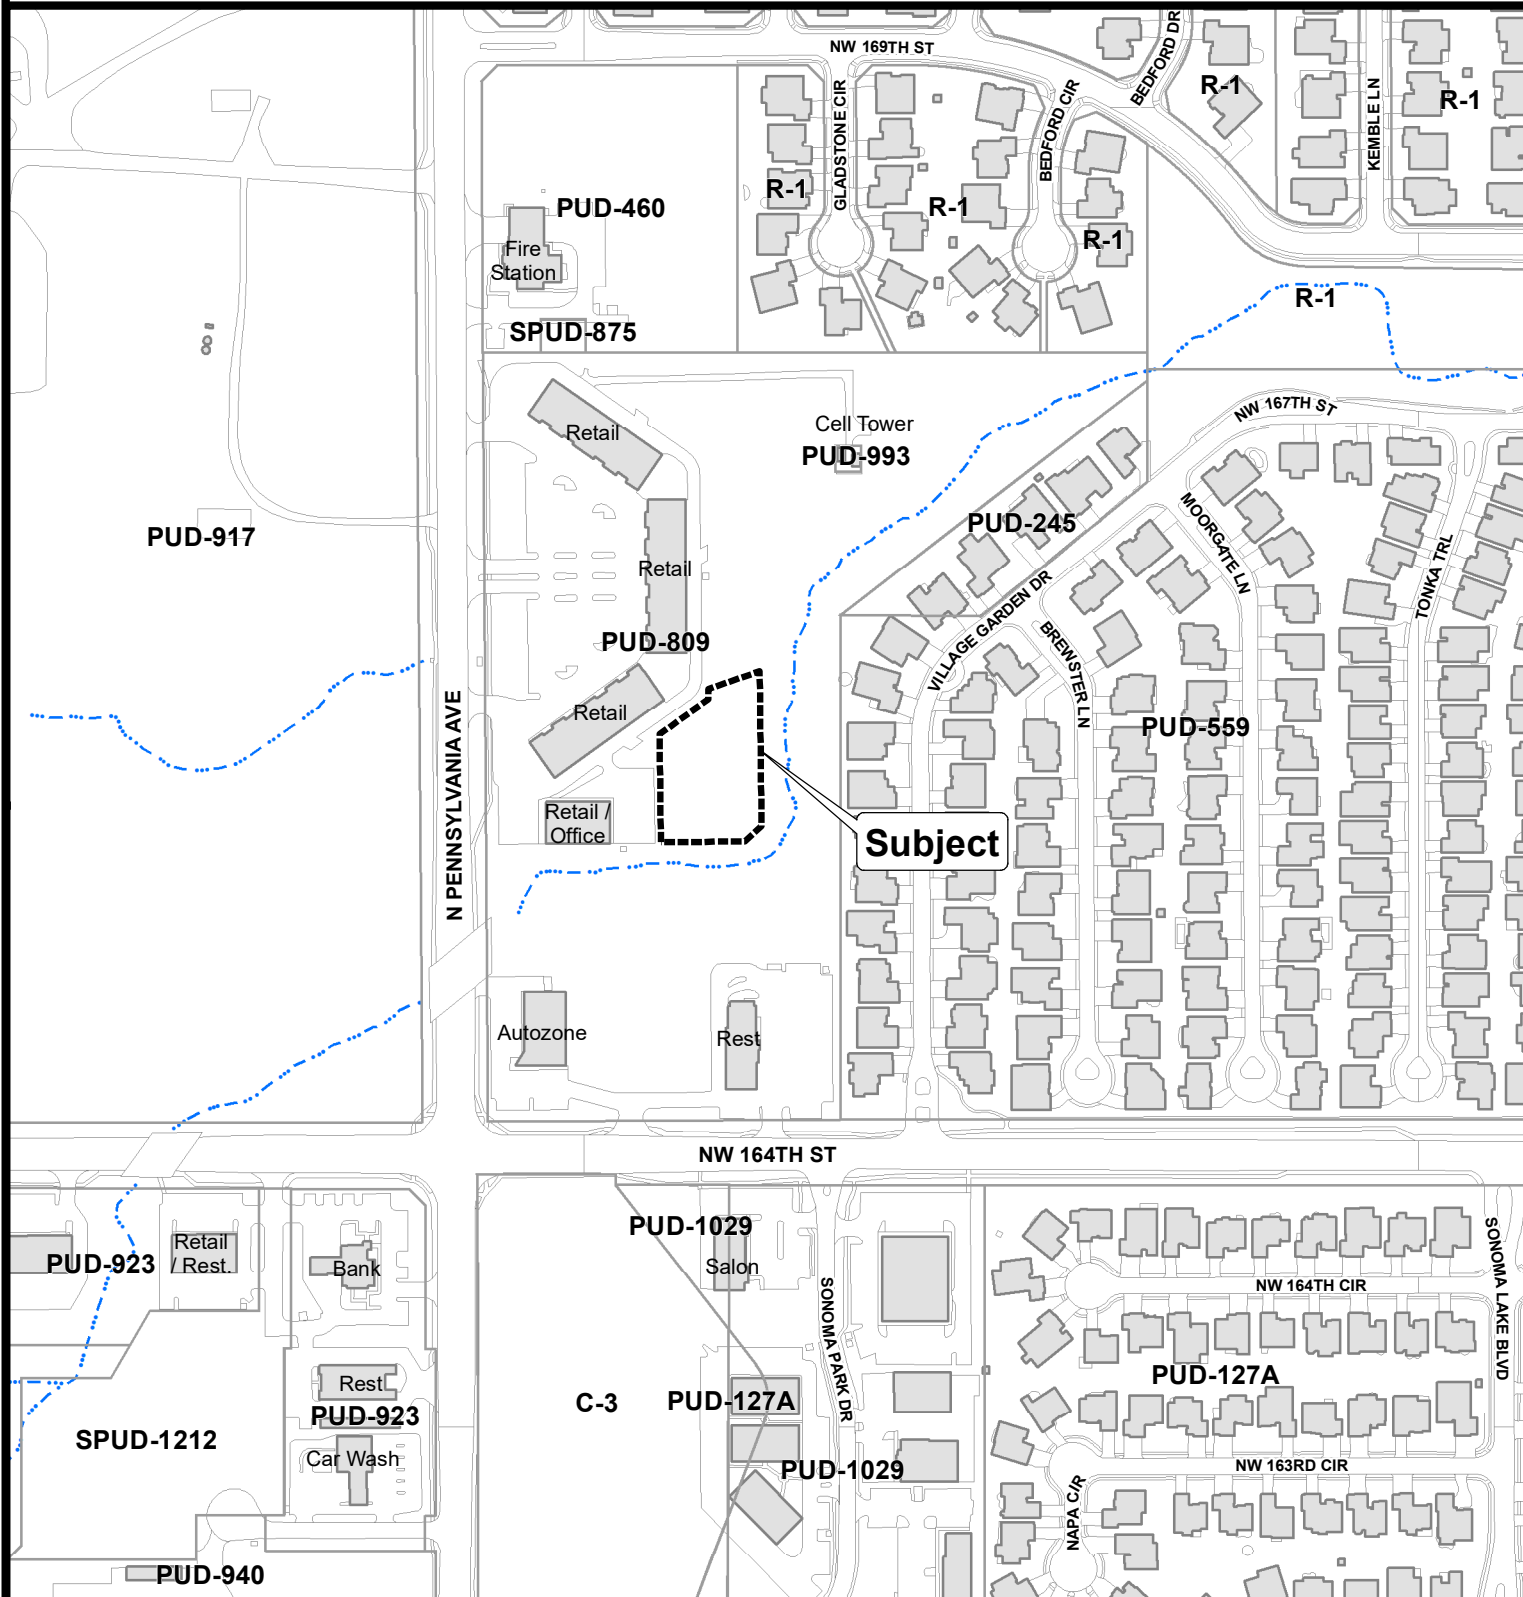 NW 169TH ST
BEDFORD DR
R-1
R-1
KEMBLE LN
GLADSTONE CIR
BEDFORD CIR
R-1
R-1
R-1
PUD-460
Fire
Station
SPUD-875
R-1
Retail
Cell Tower
PUD-993
NW 167TH ST
PUD-245
MOORGATE LN
TONKA TRL
PUD-917
Retail
PUD-809
VILLAGE GARDEN DR
BREWSTER LN
Retail
PUD-559
N PENNSYLVANIA AVE
Retail /
Office
Subject
Autozone
Rest
NW 164TH ST
PUD-1029
Salon
PUD-923
Retail
/ Rest.
Bank
SONOMA PARK DR
NW 164TH CIR
SONOMA LAKE BLVD
Rest
PUD-923
C-3
PUD-127A
PUD-127A
SPUD-1212
Car Wash
PUD-1029
NW 163RD CIR
NAPA CIR
PUD-940